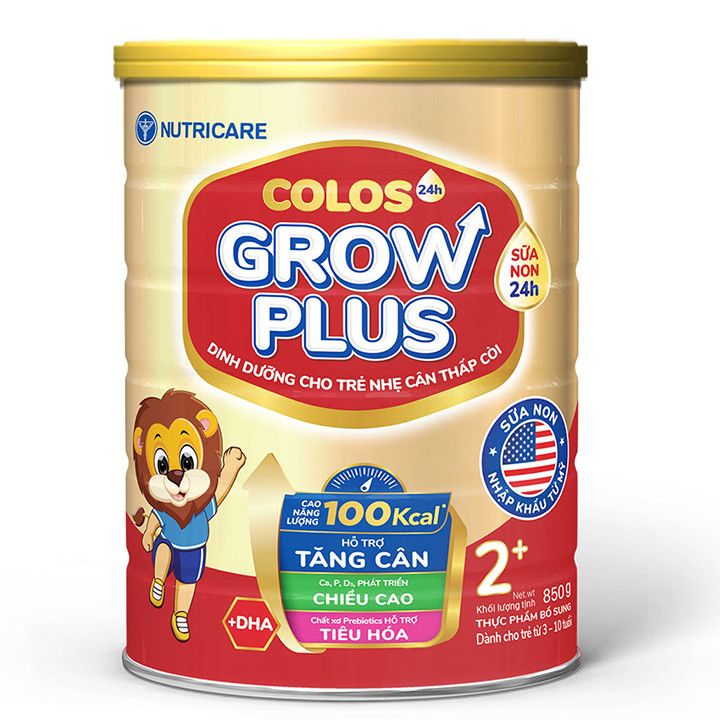 NUTRICARE
COLOS 24h
GROW
PLUS
SỮA
NON
24h
DINH DƯỠNG CHO TRẺ NHẸ CÂN THẤP CÒI
SỮA NON
NHẬP KHẨU TỪ MỸ
CAO
NĂNG
LƯỢNG
100Kcal*
HỖ TRỢ
TĂNG CÂN
Ca, P, D₃, PHÁT TRIỂN
CHIỀU CAO
Chất xơ Prebiotics HỖ TRỢ
TIÊU HÓA
+DHA
2+
Net.wt
Khối lượng tịnh 850g
THỰC PHẨM BỔ SUNG
Dành cho trẻ từ 3 - 10 tuổi